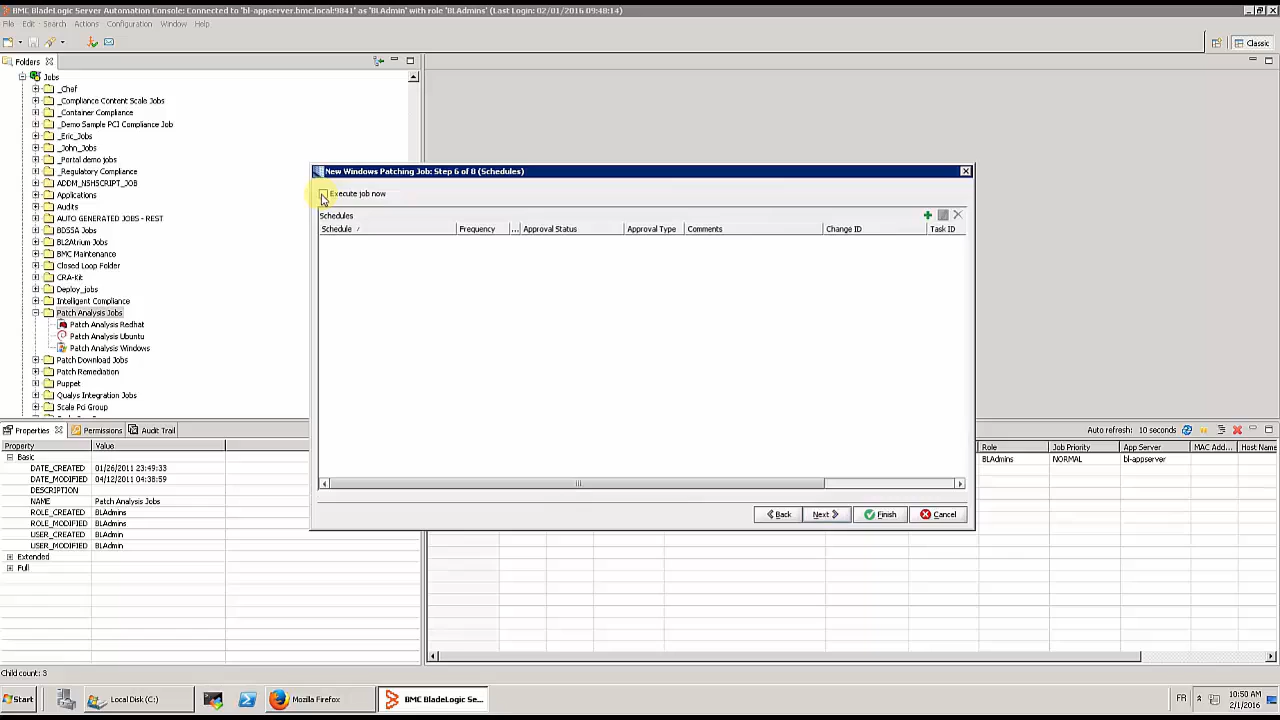 BMC BladeLogic Server Automation Console: Connected to 'bl-appserver.bmc.local:9841' as 'BLAdmin' with role 'BLAdmins' (Last Login: 02/01/2016 09:48:14)
File Edit Search Actions Configuration Window Help
Classic
Folders
Jobs
_Chef
_Compliance Content Scale Jobs
_Container Compliance
_Demo Sample PCI Compliance Job
_Eric_Jobs
_John_Jobs
_Portal demo jobs
_Regulatory Compliance
ADDM_NSHSCRIPT_JOB
Applications
Audits
AUTO GENERATED JOBS - REST
BDSSA Jobs
BL2Atrium Jobs
BMC Maintenance
Closed Loop Folder
CRA-Kit
Deploy_jobs
Intelligent Compliance
Patch Analysis Jobs
Patch Analysis Redhat
Patch Analysis Ubuntu
Patch Analysis Windows
Patch Download Jobs
Patch Remediation
Puppet
Qualys Integration Jobs
Scale Pci Group
New Windows Patching Job: Step 6 of 8 (Schedules)
Execute job now
Schedules
Schedule / Frequency ... Approval Status Approval Type Comments Change ID Task ID
Back Next Finish Cancel
Properties Permissions Audit Trail
Property Value
Basic
DATE_CREATED 01/26/2011 23:49:33
DATE_MODIFIED 04/12/2011 04:38:59
DESCRIPTION
NAME Patch Analysis Jobs
ROLE_CREATED BLAdmins
ROLE_MODIFIED BLAdmins
USER_CREATED BLAdmin
USER_MODIFIED BLAdmin
Extended
Full
Auto refresh: 10 seconds
Role Job Priority App Server MAC Add... Host Name
BLAdmins NORMAL bl-appserver
Child count: 3
Start Local Disk (C:) Mozilla Firefox BMC BladeLogic Se... FR 10:50 AM
2/1/2016